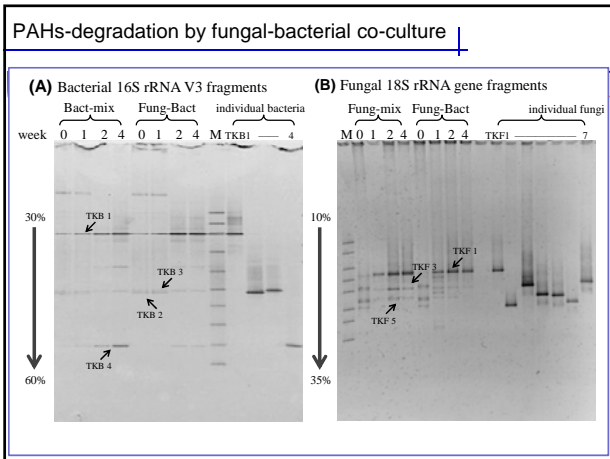 PAHs-degradation by fungal-bacterial co-culture
(A) Bacterial 16S rRNA V3 fragments
Bact-mix Fung-Bact individual bacteria
week 0 1 2 4 0 1 2 4 M TKB1 —— 4
30%
TKB 1
TKB 3
TKB 2
TKB 4
60%
(B) Fungal 18S rRNA gene fragments
Fung-mix Fung-Bact individual fungi
M 0 1 2 4 0 1 2 4 TKF1 —————— 7
10%
TKF 1
TKF 3
TKF 5
35%